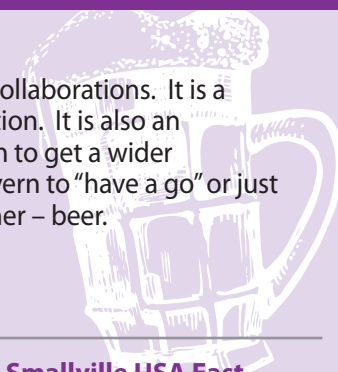 ollaborations. It is a
tion. It is also an
n to get a wider
vern to “have a go” or just
ner – beer.
Smallville USA East